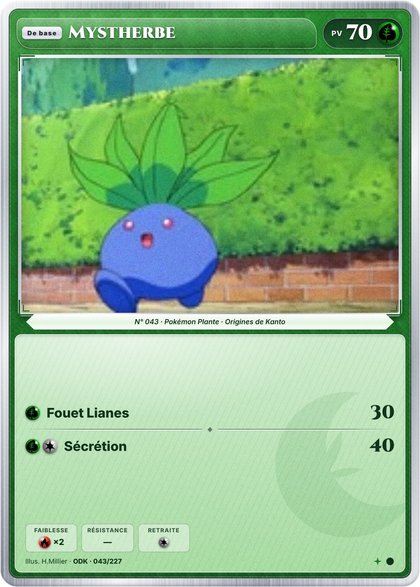 De base MYSTHERBE PV 70
N° 043 · Pokémon Plante · Origines de Kanto
Fouet Lianes 30
Sécrétion 40
FAIBLESSE RÉSISTANCE RETRAITE
×2 —
Illus. H.Millier · ODK · 043/227